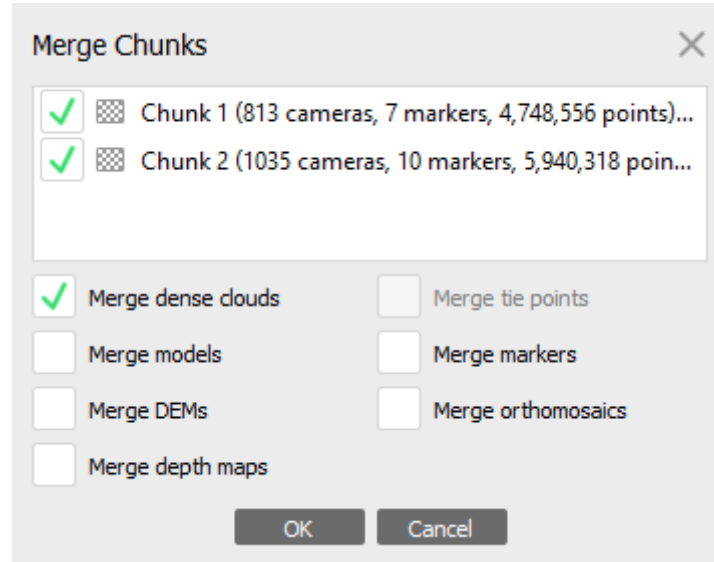 Merge Chunks
Chunk 1 (813 cameras, 7 markers, 4,748,556 points)...
Chunk 2 (1035 cameras, 10 markers, 5,940,318 poin...
Merge dense clouds
Merge tie points
Merge models
Merge markers
Merge DEMs
Merge orthomosaics
Merge depth maps
OK
Cancel